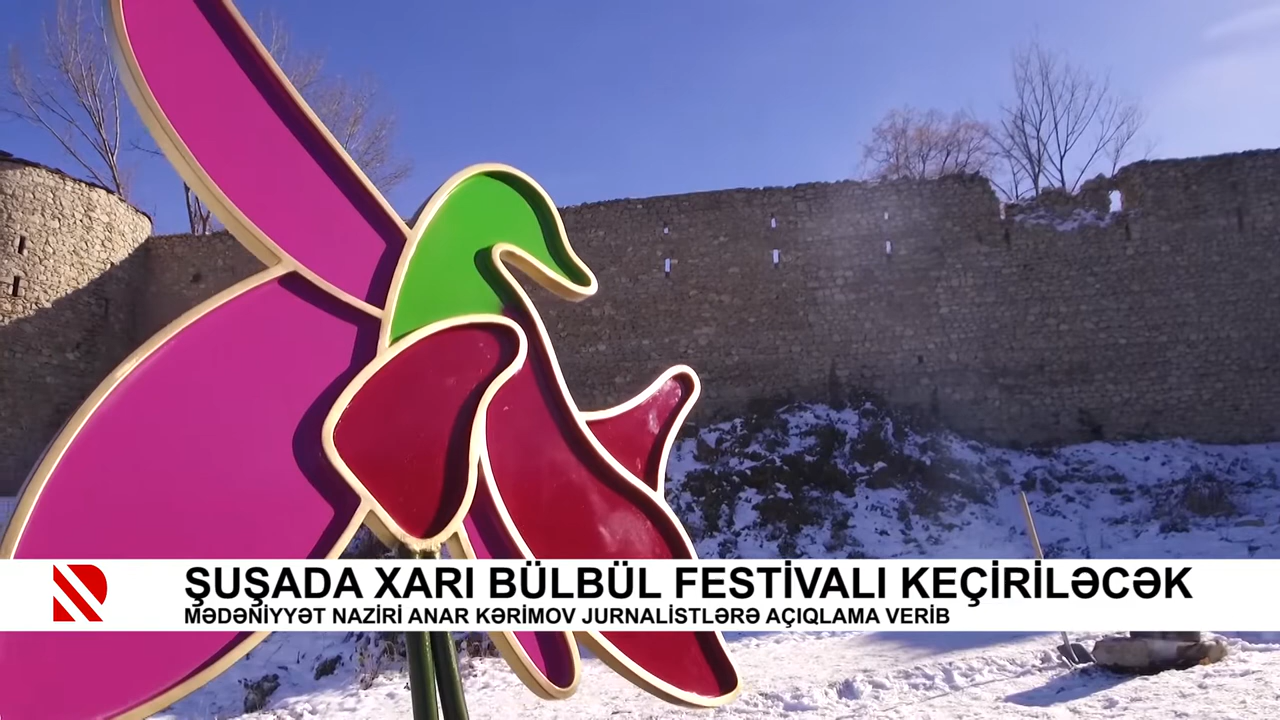 ŞUŞADA XARI BÜLBÜL FESTİVALI KEÇİRİLƏCƏK
MƏDƏNİYYƏT NAZİRİ ANAR KƏRİMOV JURNALİSTLƏRƏ AÇIQLAMA VERİB